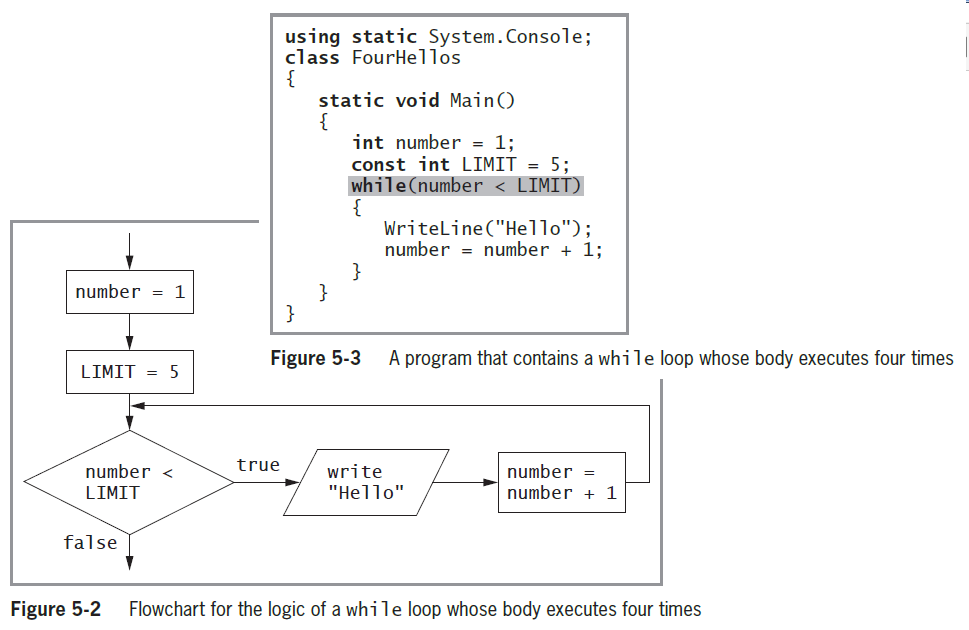 using static System.Console;
class FourHellos
{
static void Main()
{
int number = 1;
const int LIMIT = 5;
while(number < LIMIT)
{
WriteLine("Hello");
number = number + 1;
}
}
}
Figure 5-3 A program that contains a while loop whose body executes four times
number = 1
LIMIT = 5
number <
LIMIT
true
write
"Hello"
number =
number + 1
false
Figure 5-2 Flowchart for the logic of a while loop whose body executes four times